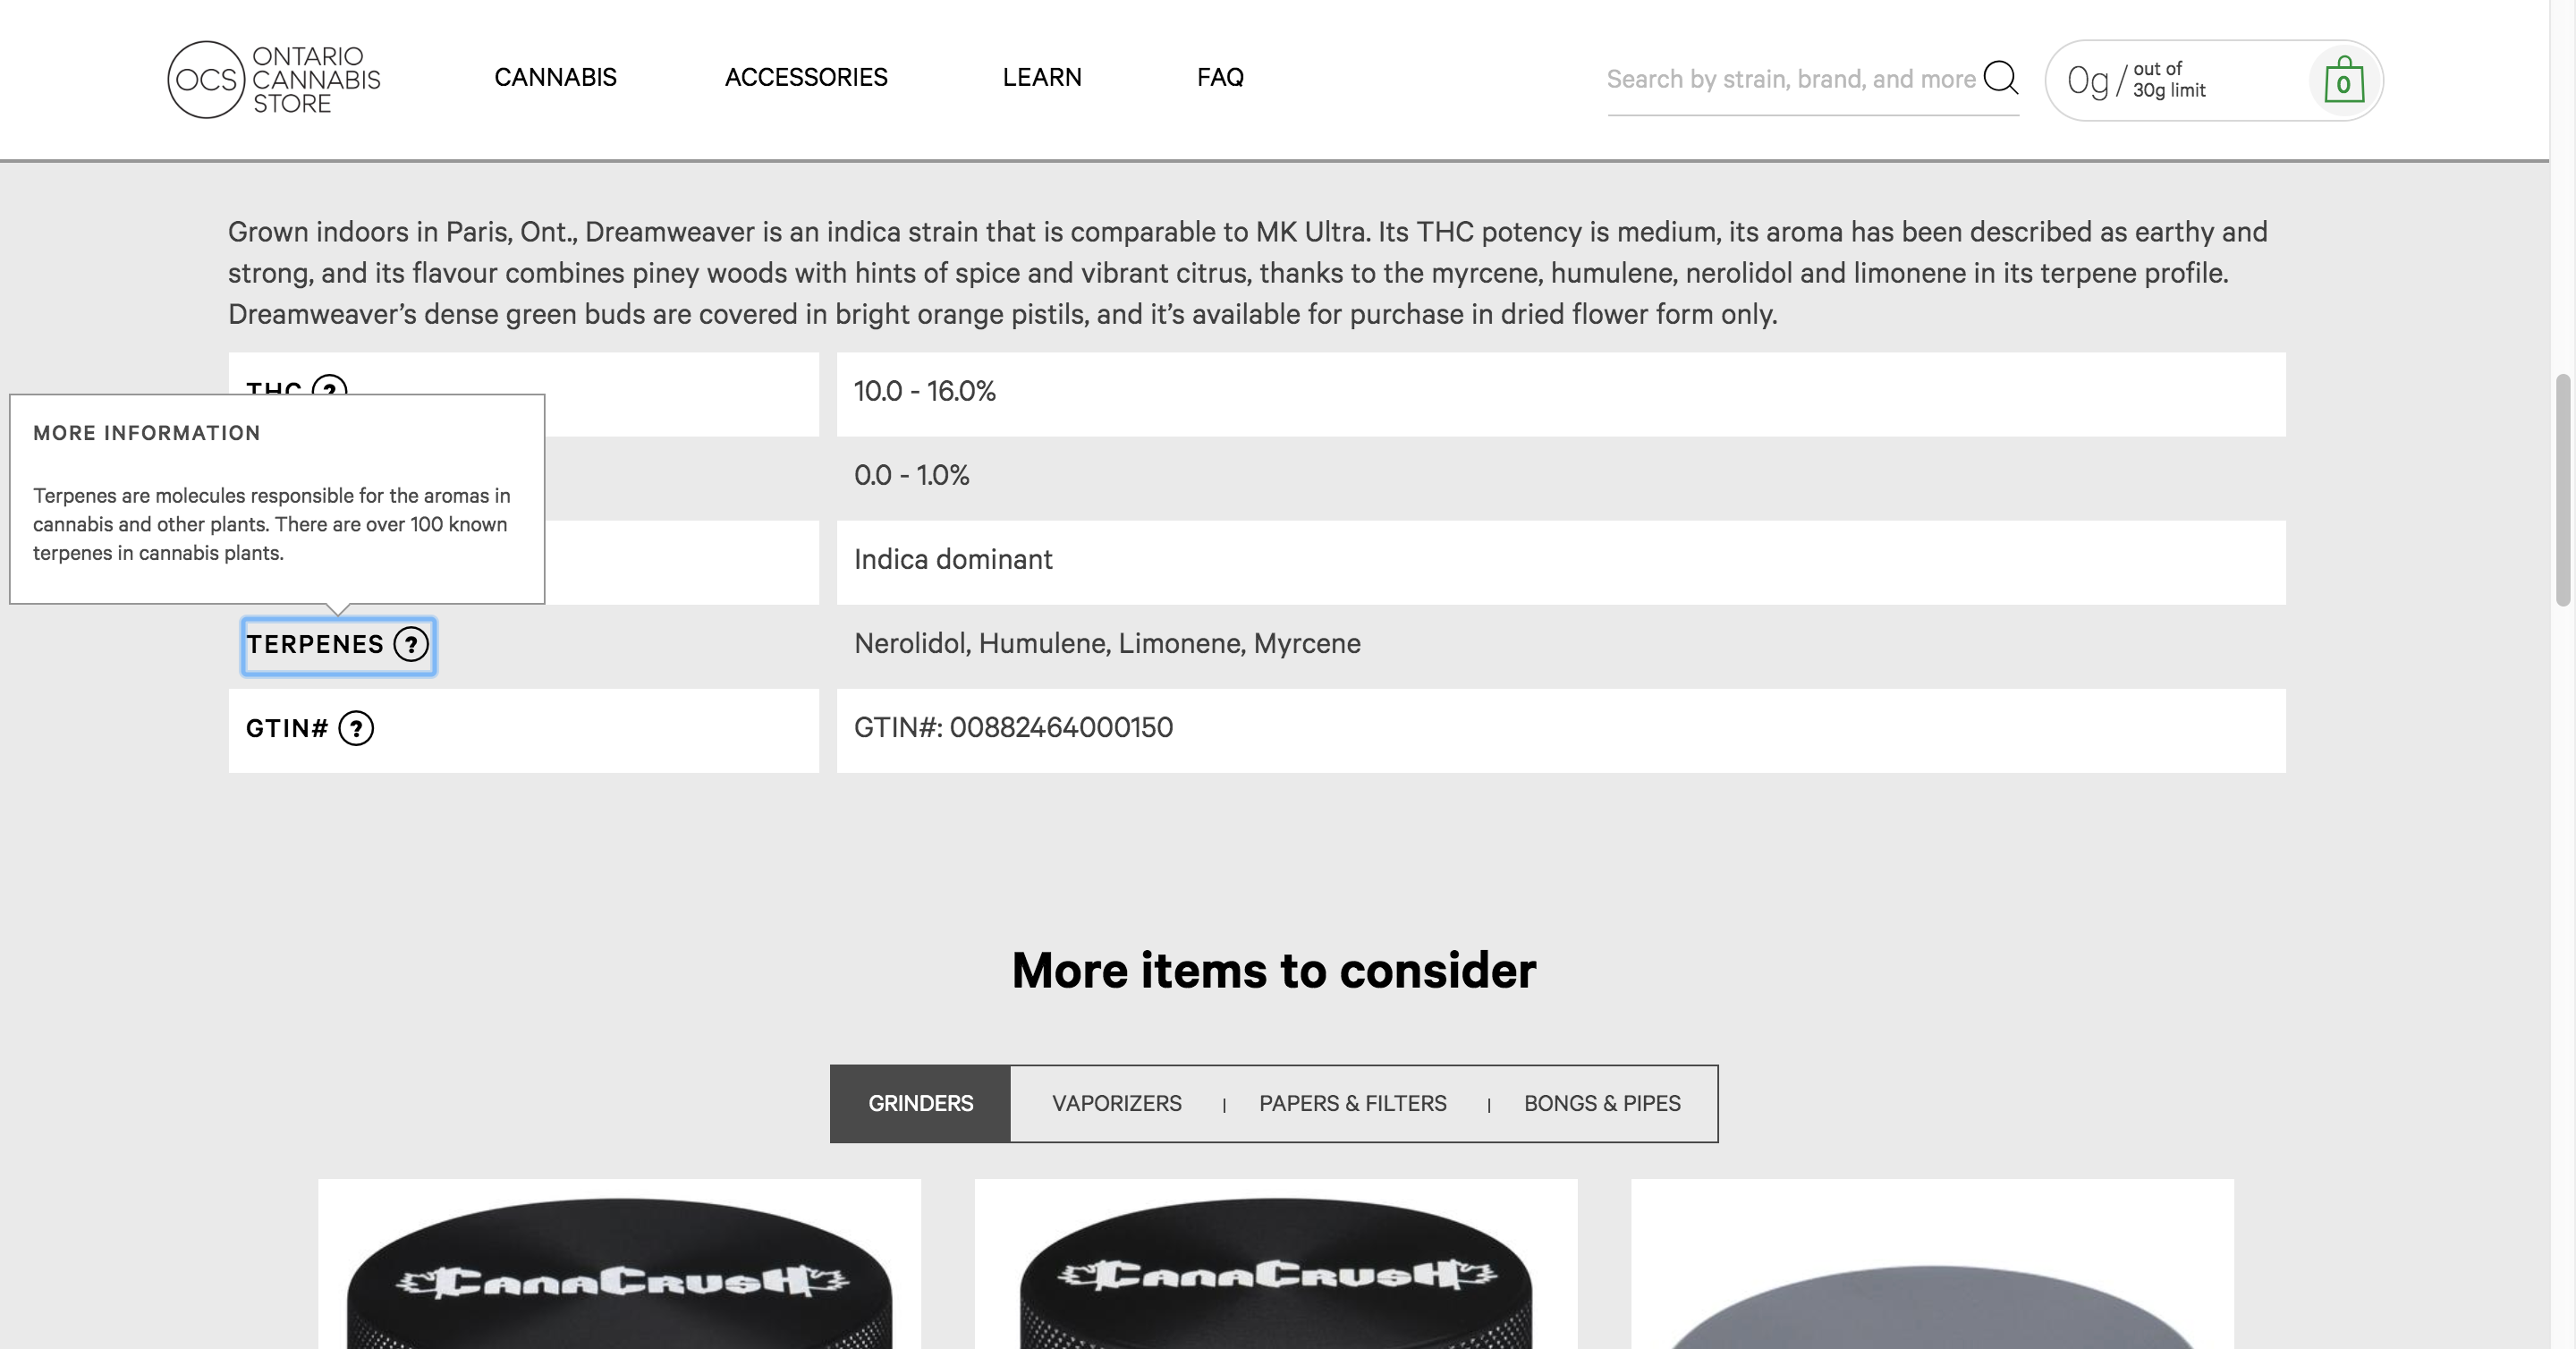 OCS ONTARIO
CANNABIS
STORE
CANNABIS
ACCESSORIES
LEARN
FAQ
Search by strain, brand, and more
0g / out of
30g limit
0
Grown indoors in Paris, Ont., Dreamweaver is an indica strain that is comparable to MK Ultra. Its THC potency is medium, its aroma has been described as earthy and
strong, and its flavour combines piney woods with hints of spice and vibrant citrus, thanks to the myrcene, humulene, nerolidol and limonene in its terpene profile.
Dreamweaver’s dense green buds are covered in bright orange pistils, and it’s available for purchase in dried flower form only.
THC ?
10.0 - 16.0%
MORE INFORMATION
Terpenes are molecules responsible for the aromas in
cannabis and other plants. There are over 100 known
terpenes in cannabis plants.
0.0 - 1.0%
Indica dominant
TERPENES ?
Nerolidol, Humulene, Limonene, Myrcene
GTIN# ?
GTIN#: 00882464000150
More items to consider
GRINDERS
VAPORIZERS | PAPERS & FILTERS | BONGS & PIPES
CANACRUSH
CANACRUSH